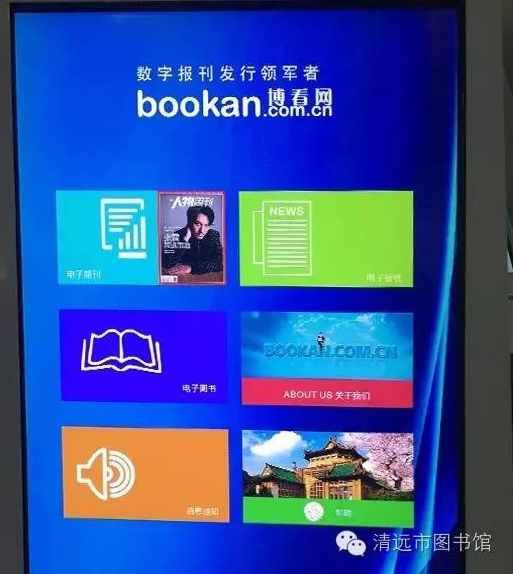 数字报刊发行领军者
bookan 博看网
.com.cn
人物周刊
NEWS
电子期刊
电子报纸
BOOKAN.COM.CN
电子图书
ABOUT US 关于我们
消息通知
帮助
清远市图书馆